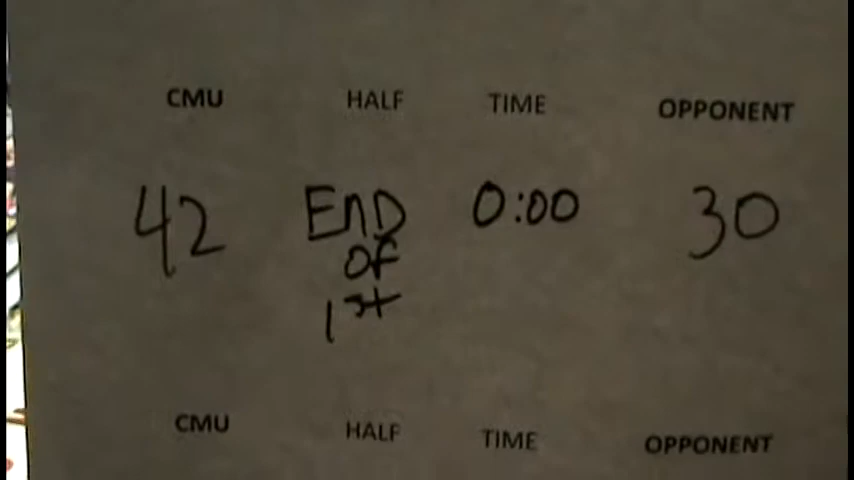 CMU HALF TIME OPPONENT
42 END 0:00 30
OF
1st
CMU HALF TIME OPPONENT